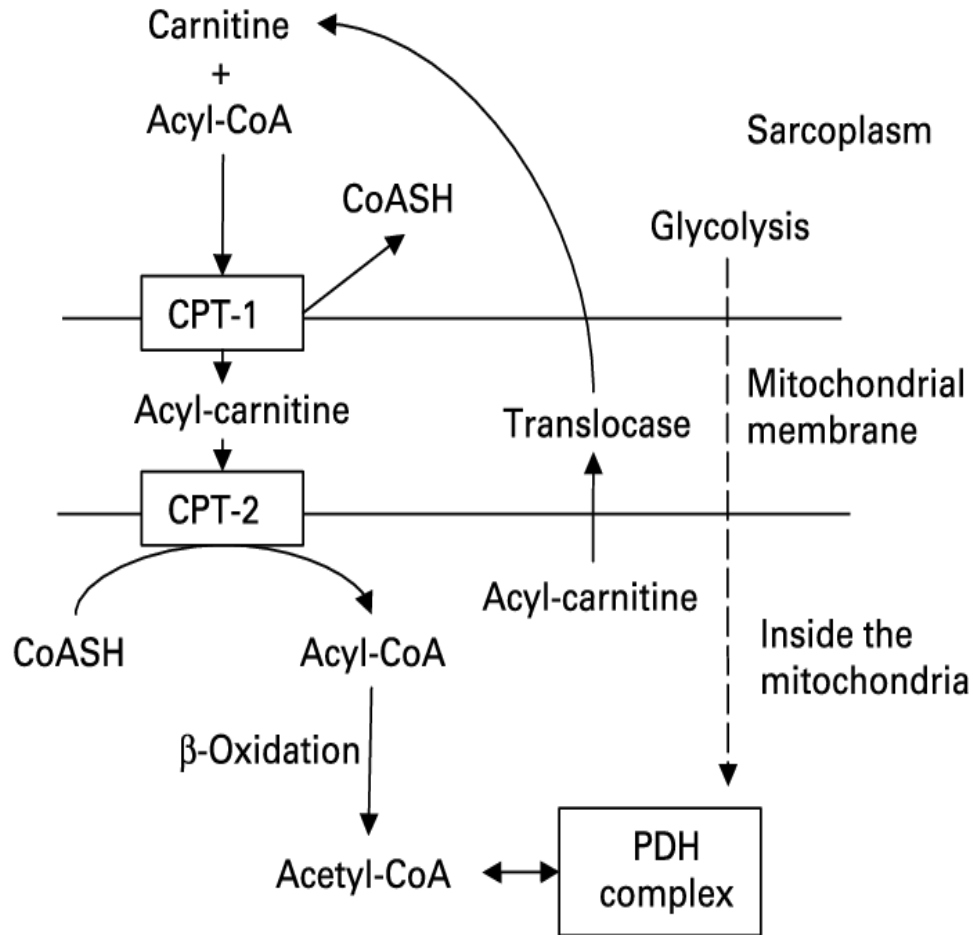 Carnitine
+
Acyl-CoA
Sarcoplasm
CoASH
Glycolysis
CPT-1
Acyl-carnitine
Translocase
Mitochondrial
membrane
CPT-2
Acyl-carnitine
CoASH
Acyl-CoA
Inside the
mitochondria
β-Oxidation
Acetyl-CoA
PDH
complex